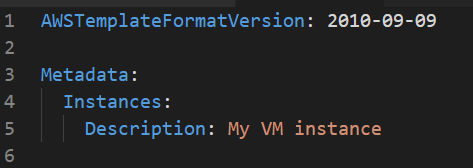 1 AWSTemplateFormatVersion: 2010-09-09
2
3 Metadata:
4 Instances:
5 Description: My VM instance
6